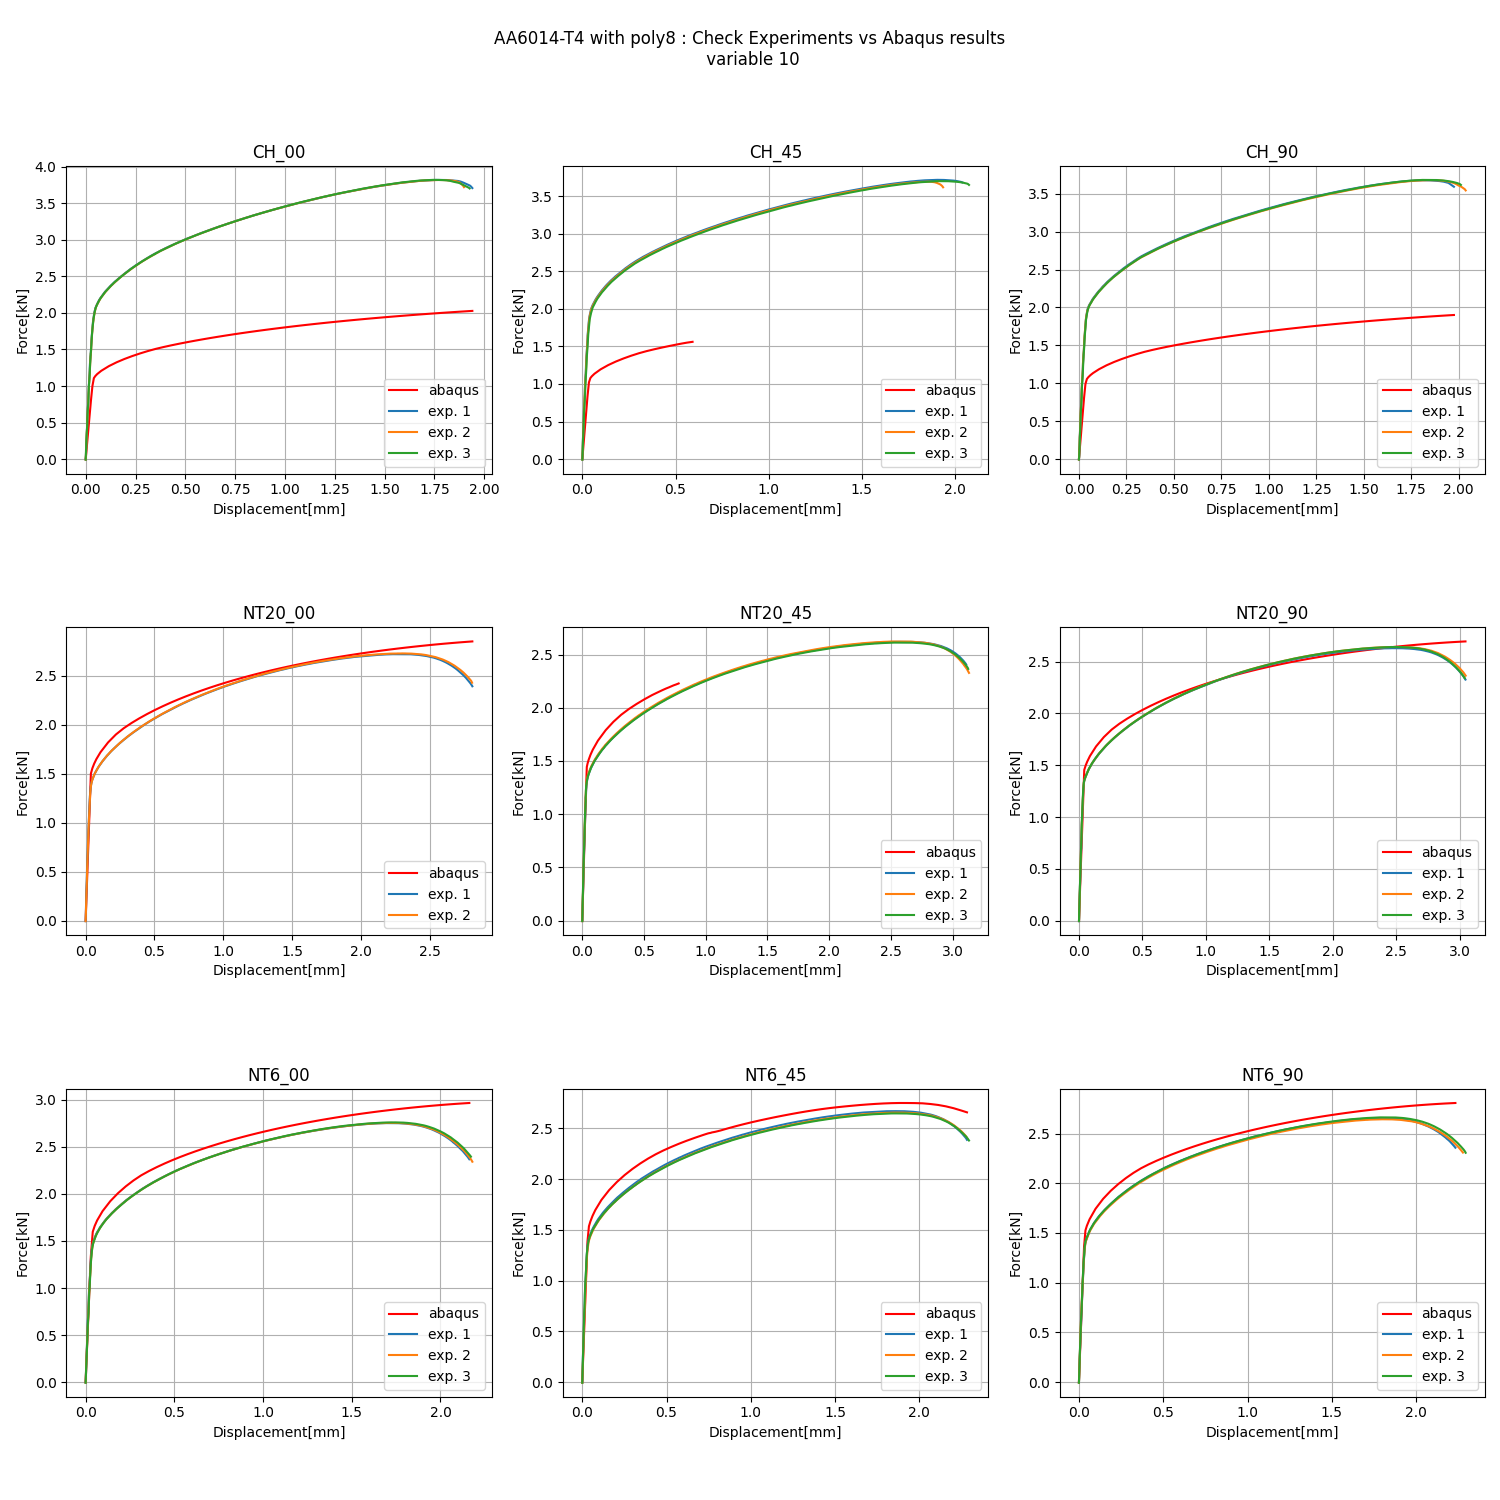 AA6014-T4 with poly8 : Check Experiments vs Abaqus results
variable 10
CH_00
Force[kN]
4.0
3.5
3.0
2.5
2.0
1.5
1.0
0.5
0.0
abaqus
exp. 1
exp. 2
exp. 3
0.00 0.25 0.50 0.75 1.00 1.25 1.50 1.75 2.00
Displacement[mm]
CH_45
Force[kN]
3.5
3.0
2.5
2.0
1.5
1.0
0.5
0.0
abaqus
exp. 1
exp. 2
exp. 3
0.0 0.5 1.0 1.5 2.0
Displacement[mm]
CH_90
Force[kN]
3.5
3.0
2.5
2.0
1.5
1.0
0.5
0.0
abaqus
exp. 1
exp. 2
exp. 3
0.00 0.25 0.50 0.75 1.00 1.25 1.50 1.75 2.00
Displacement[mm]
NT20_00
Force[kN]
2.5
2.0
1.5
1.0
0.5
0.0
abaqus
exp. 1
exp. 2
0.0 0.5 1.0 1.5 2.0 2.5
Displacement[mm]
NT20_45
Force[kN]
2.5
2.0
1.5
1.0
0.5
0.0
abaqus
exp. 1
exp. 2
exp. 3
0.0 0.5 1.0 1.5 2.0 2.5 3.0
Displacement[mm]
NT20_90
Force[kN]
2.5
2.0
1.5
1.0
0.5
0.0
abaqus
exp. 1
exp. 2
exp. 3
0.0 0.5 1.0 1.5 2.0 2.5 3.0
Displacement[mm]
NT6_00
Force[kN]
3.0
2.5
2.0
1.5
1.0
0.5
0.0
abaqus
exp. 1
exp. 2
exp. 3
0.0 0.5 1.0 1.5 2.0
Displacement[mm]
NT6_45
Force[kN]
2.5
2.0
1.5
1.0
0.5
0.0
abaqus
exp. 1
exp. 2
exp. 3
0.0 0.5 1.0 1.5 2.0
Displacement[mm]
NT6_90
Force[kN]
2.5
2.0
1.5
1.0
0.5
0.0
abaqus
exp. 1
exp. 2
exp. 3
0.0 0.5 1.0 1.5 2.0
Displacement[mm]